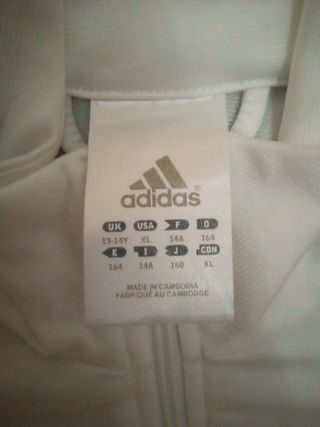 adidas
UK USA F D
13-14Y XL 14A 164
E I J CDN
164 14A 160 XL
MADE IN CAMBODIA
FABRIQUÉ AU CAMBODGE